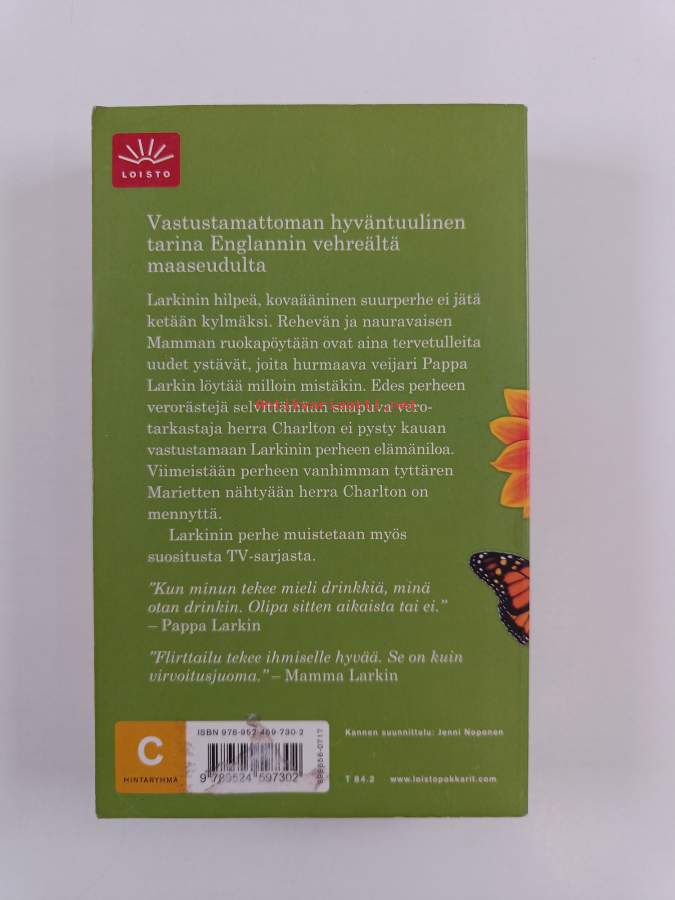 LOISTO
Vastustamattoman hyväntuulinen
tarina Englannin vehreältä
maaseudulta
Larkinin hilpeä, kovaääninen suurperhe ei jätä
ketään kylmäksi. Rehevän ja nauravaisen
Mamman ruokapöytään ovat aina tervetulleita
uudet ystävät, joita hurmaava veijari Pappa
Larkin löytää milloin mistäkin. Edes perheen
verorästejä selvittämään saapuva vero-
Antikvariaatti.net
tarkastaja herra Charlton ei pysty kauan
vastustamaan Larkinin perheen elämäniloa.
Viimeistään perheen vanhimman tyttären
Marietten nähtyään herra Charlton on
mennyttä.
Larkinin perhe muistetaan myös
suositusta TV-sarjasta.
"Kun minun tekee mieli drinkkiä, minä
otan drinkin. Olipa sitten aikaista tai ei."
– Pappa Larkin
"Flirttailu tekee ihmiselle hyvää. Se on kuin
virvoitusjuoma." – Mamma Larkin
C
HINTARYHMÄ
ISBN 978-952-459-730-2
9 789524 597302
Kannen suunnittelu: Jenni Noponen
T 84.2 www.loistopokkarit.com